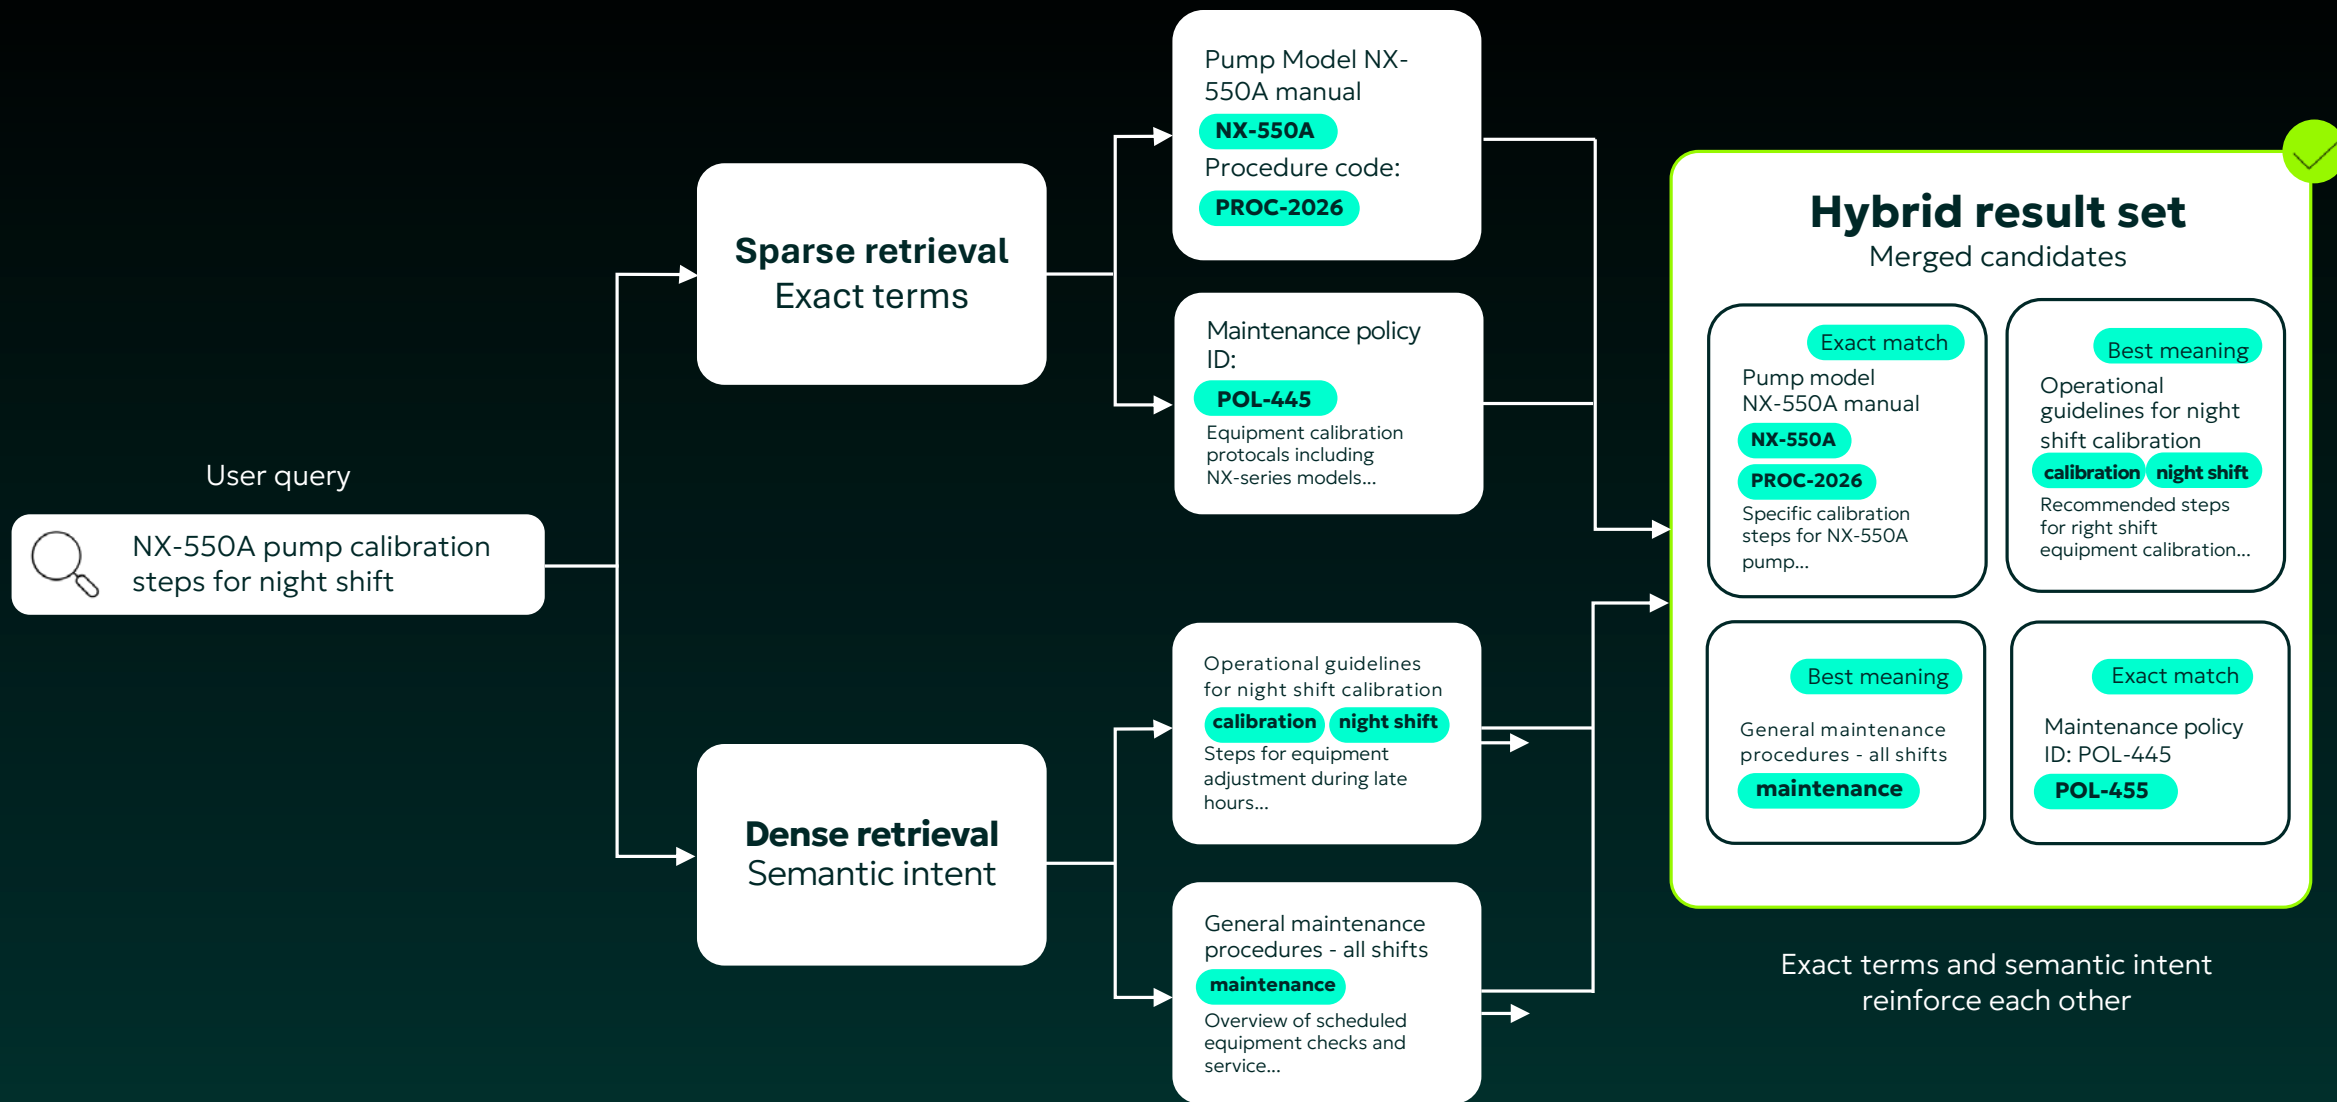 User query
NX-550A pump calibration
steps for night shift
Sparse retrieval
Exact terms
Dense retrieval
Semantic intent
Pump Model NX-
550A manual
NX-550A
Procedure code:
PROC-2026
Maintenance policy
ID:
POL-445
Equipment calibration
protocals including
NX-series models...
Operational guidelines
for night shift calibration
calibration night shift
Steps for equipment
adjustment during late
hours...
General maintenance
procedures - all shifts
maintenance
Overview of scheduled
equipment checks and
service...
Hybrid result set
Merged candidates
Exact match
Pump model
NX-550A manual
NX-550A
PROC-2026
Specific calibration
steps for NX-550A
pump...
Best meaning
Operational
guidelines for night
shift calibration
calibration night shift
Recommended steps
for right shift
equipment calibration...
Best meaning
General maintenance
procedures - all shifts
maintenance
Exact match
Maintenance policy
ID: POL-445
POL-455
Exact terms and semantic intent
reinforce each other